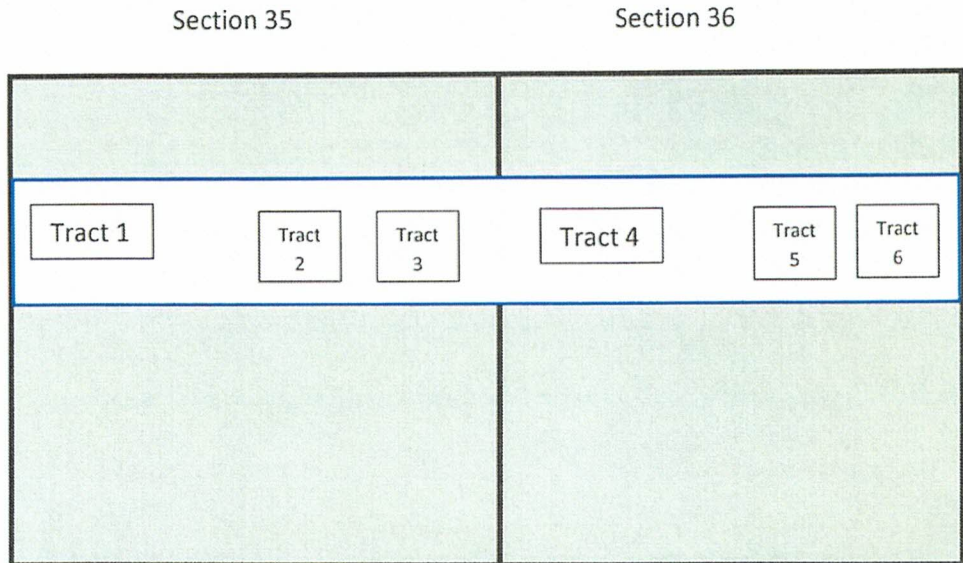 Section 35
Section 36
Tract 1
Tract
2
Tract
3
Tract 4
Tract
5
Tract
6